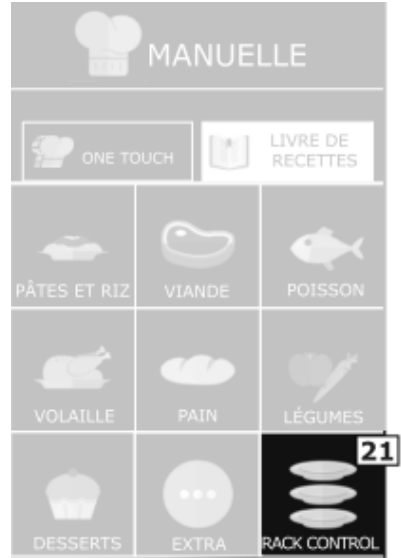 MANUELLE
ONE TOUCH
LIVRE DE
RECETTES
PÂTES ET RIZ
VIANDE
POISSON
VOLAILLE
PAIN
LÉGUMES
21
DESSERTS
EXTRA
RACK CONTROL